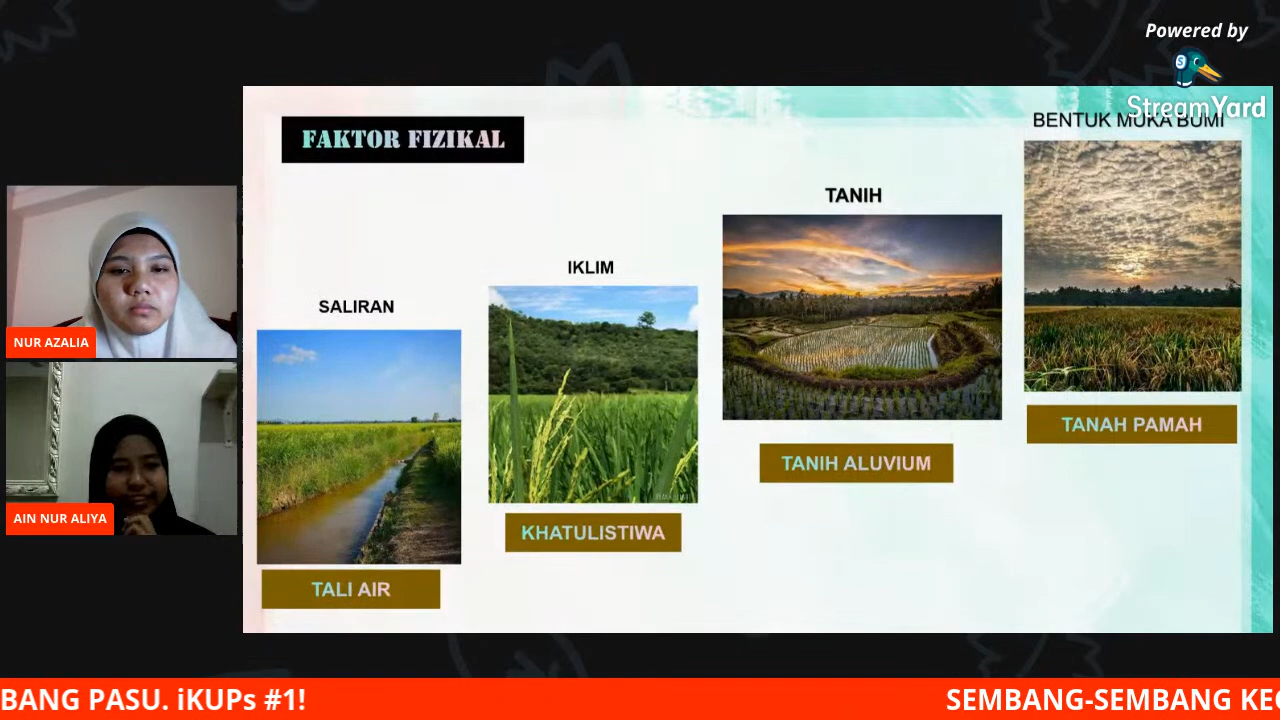 Powered by
StreamYard
FAKTOR FIZIKAL
BENTUK MUKA BUMI
TANIH
IKLIM
SALIRAN
TANAH PAMAH
TANIH ALUVIUM
KHATULISTIWA
TALI AIR
NUR AZALIA
AIN NUR ALIYA
BANG PASU. iKUPs #1!
SEMBANG-SEMBANG